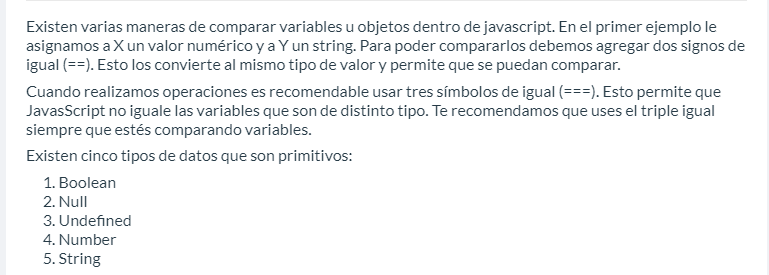 Existen varias maneras de comparar variables u objetos dentro de javascript. En el primer ejemplo le
asignamos a X un valor numérico y a Y un string. Para poder compararlos debemos agregar dos signos de
igual (==). Esto los convierte al mismo tipo de valor y permite que se puedan comparar.
Cuando realizamos operaciones es recomendable usar tres símbolos de igual (===). Esto permite que
JavasScript no iguale las variables que son de distinto tipo. Te recomendamos que uses el triple igual
siempre que estés comparando variables.
Existen cinco tipos de datos que son primitivos:
1. Boolean
2. Null
3. Undefined
4. Number
5. String